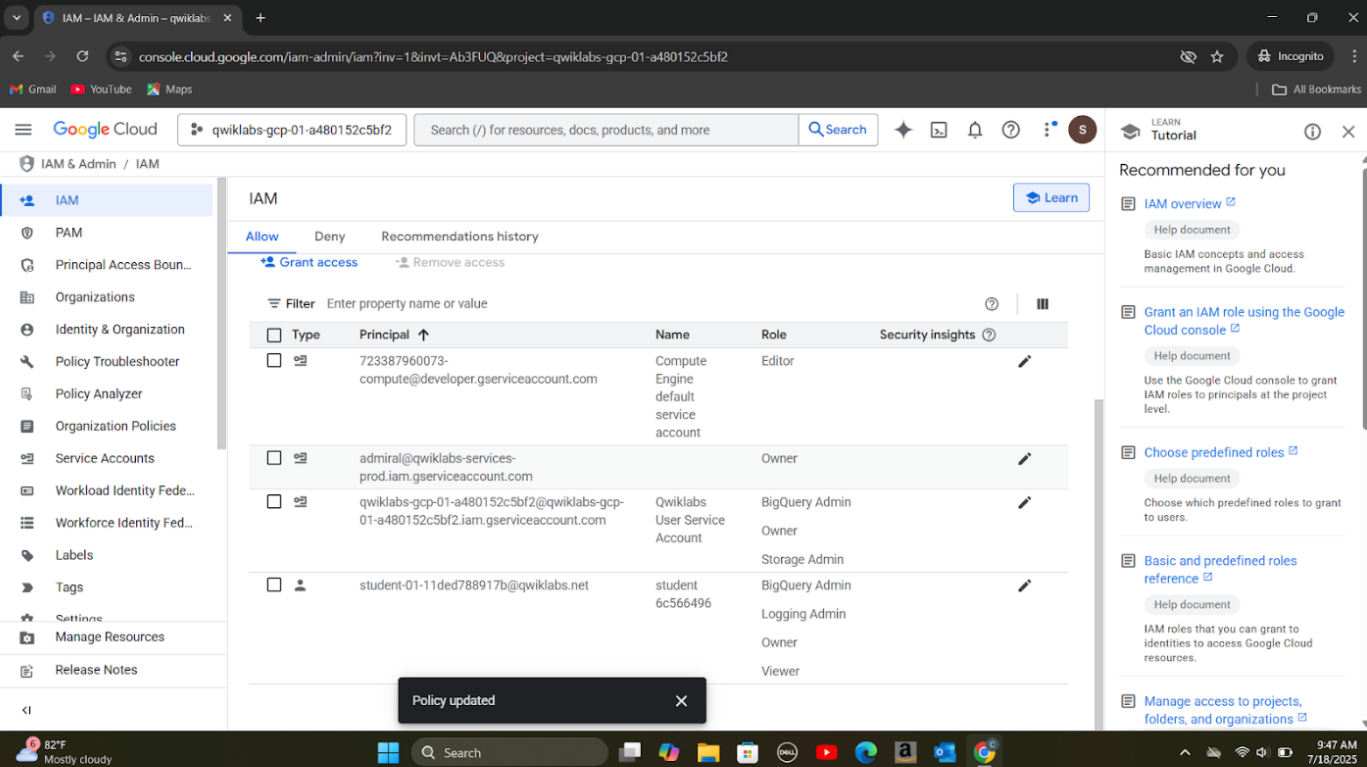 IAM – IAM & Admin – qwiklabs
console.cloud.google.com/iam-admin/iam?inv=1&invt=Ab3FUQ&project=qwiklabs-gcp-01-a480152c5bf2
Incognito
Gmail
YouTube
Maps
All Bookmarks
Google Cloud
qwiklabs-gcp-01-a480152c5bf2
Search (/) for resources, docs, products, and more
Search
S
IAM & Admin / IAM
IAM
PAM
Principal Access Boun...
Organizations
Identity & Organization
Policy Troubleshooter
Policy Analyzer
Organization Policies
Service Accounts
Workload Identity Fede...
Workforce Identity Fed...
Labels
Tags
Settings
Manage Resources
Release Notes
IAM
Learn
Allow
Deny
Recommendations history
Grant access
Remove access
Filter
Enter property name or value
Type
Principal
Name
Role
Security insights
723387960073-
compute@developer.gserviceaccount.com
Compute
Engine
default
service
account
Editor
admiral@qwiklabs-services-
prod.iam.gserviceaccount.com
Owner
qwiklabs-gcp-01-a480152c5bf2@qwiklabs-gcp-
01-a480152c5bf2.iam.gserviceaccount.com
Qwiklabs
User Service
Account
BigQuery Admin
Owner
Storage Admin
student-01-11ded788917b@qwiklabs.net
student
6c566496
BigQuery Admin
Logging Admin
Owner
Viewer
Policy updated
LEARN
Tutorial
Recommended for you
IAM overview
Help document
Basic IAM concepts and access
management in Google Cloud.
Grant an IAM role using the Google
Cloud console
Help document
Use the Google Cloud console to grant
IAM roles to principals at the project
level.
Choose predefined roles
Help document
Choose which predefined roles to grant
to users.
Basic and predefined roles
reference
Help document
IAM roles that you can grant to
identities to access Google Cloud
resources.
Manage access to projects,
folders, and organizations
6
82°F
Mostly cloudy
Search
DELL
a
C
9:47 AM
7/18/2025